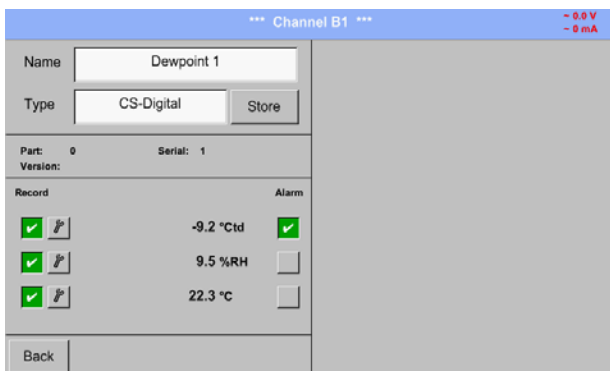 *** Channel B1 ***
~ 0.0 V
~ 0 mA
Name Dewpoint 1
Type CS-Digital Store
Part: 0 Serial: 1
Version:
Record Alarm
-9.2 °Ctd
9.5 %RH
22.3 °C
Back